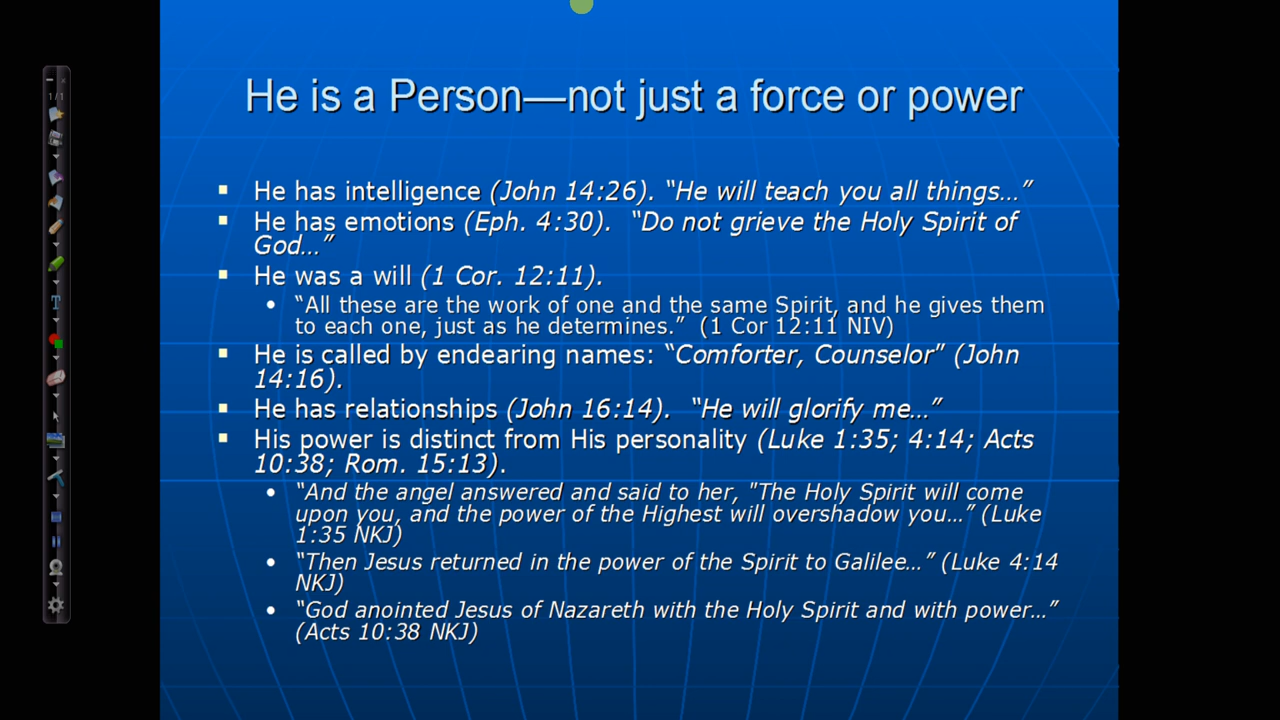 He is a Person—not just a force or power
1/1
▪ He has intelligence (John 14:26). “He will teach you all things…”
▪ He has emotions (Eph. 4:30).  “Do not grieve the Holy Spirit of
God…”
▪ He was a will (1 Cor. 12:11).
• “All these are the work of one and the same Spirit, and he gives them
to each one, just as he determines.”  (1 Cor 12:11 NIV)
▪ He is called by endearing names: “Comforter, Counselor” (John
14:16).
▪ He has relationships (John 16:14).  “He will glorify me…”
▪ His power is distinct from His personality (Luke 1:35; 4:14; Acts
10:38; Rom. 15:13).
• “And the angel answered and said to her, "The Holy Spirit will come
upon you, and the power of the Highest will overshadow you…” (Luke
1:35 NKJ)
• “Then Jesus returned in the power of the Spirit to Galilee…” (Luke 4:14
NKJ)
• “God anointed Jesus of Nazareth with the Holy Spirit and with power…”
(Acts 10:38 NKJ)